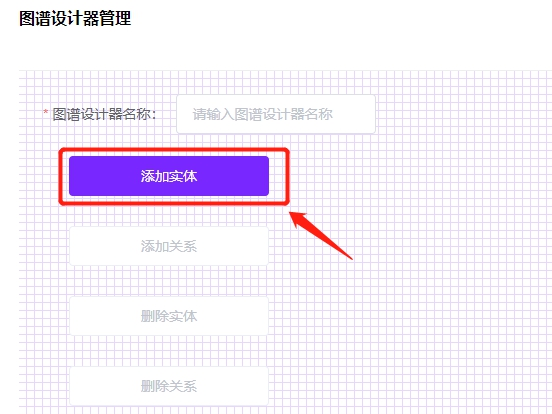 图谱设计器管理
* 图谱设计器名称： 请输入图谱设计器名称
添加实体
添加关系
删除实体
删除关系